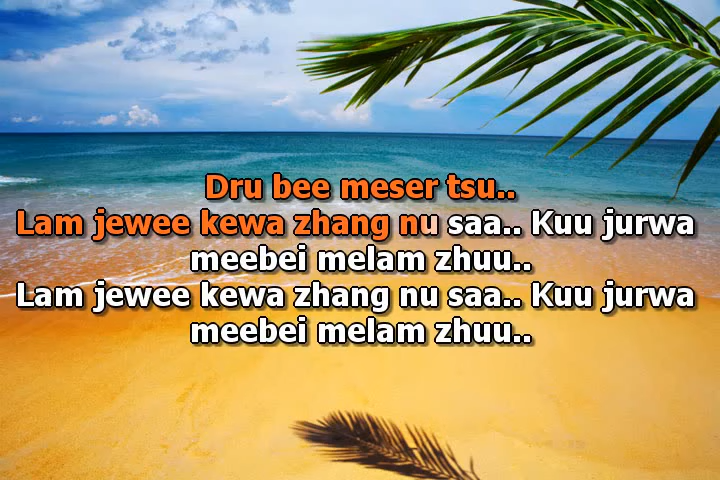 Dru bee meser tsu..
Lam jewee kewa zhang nu saa.. Kuu jurwa
meebei melam zhuu..
Lam jewee kewa zhang nu saa.. Kuu jurwa
meebei melam zhuu..